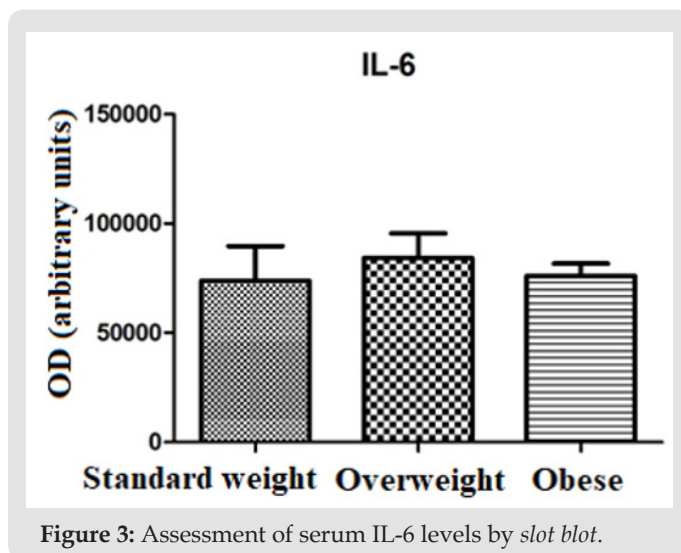 IL-6
OD (arbitrary units)
150000
100000
50000
0
Standard weight Overweight Obese
Figure 3: Assessment of serum IL-6 levels by slot blot.